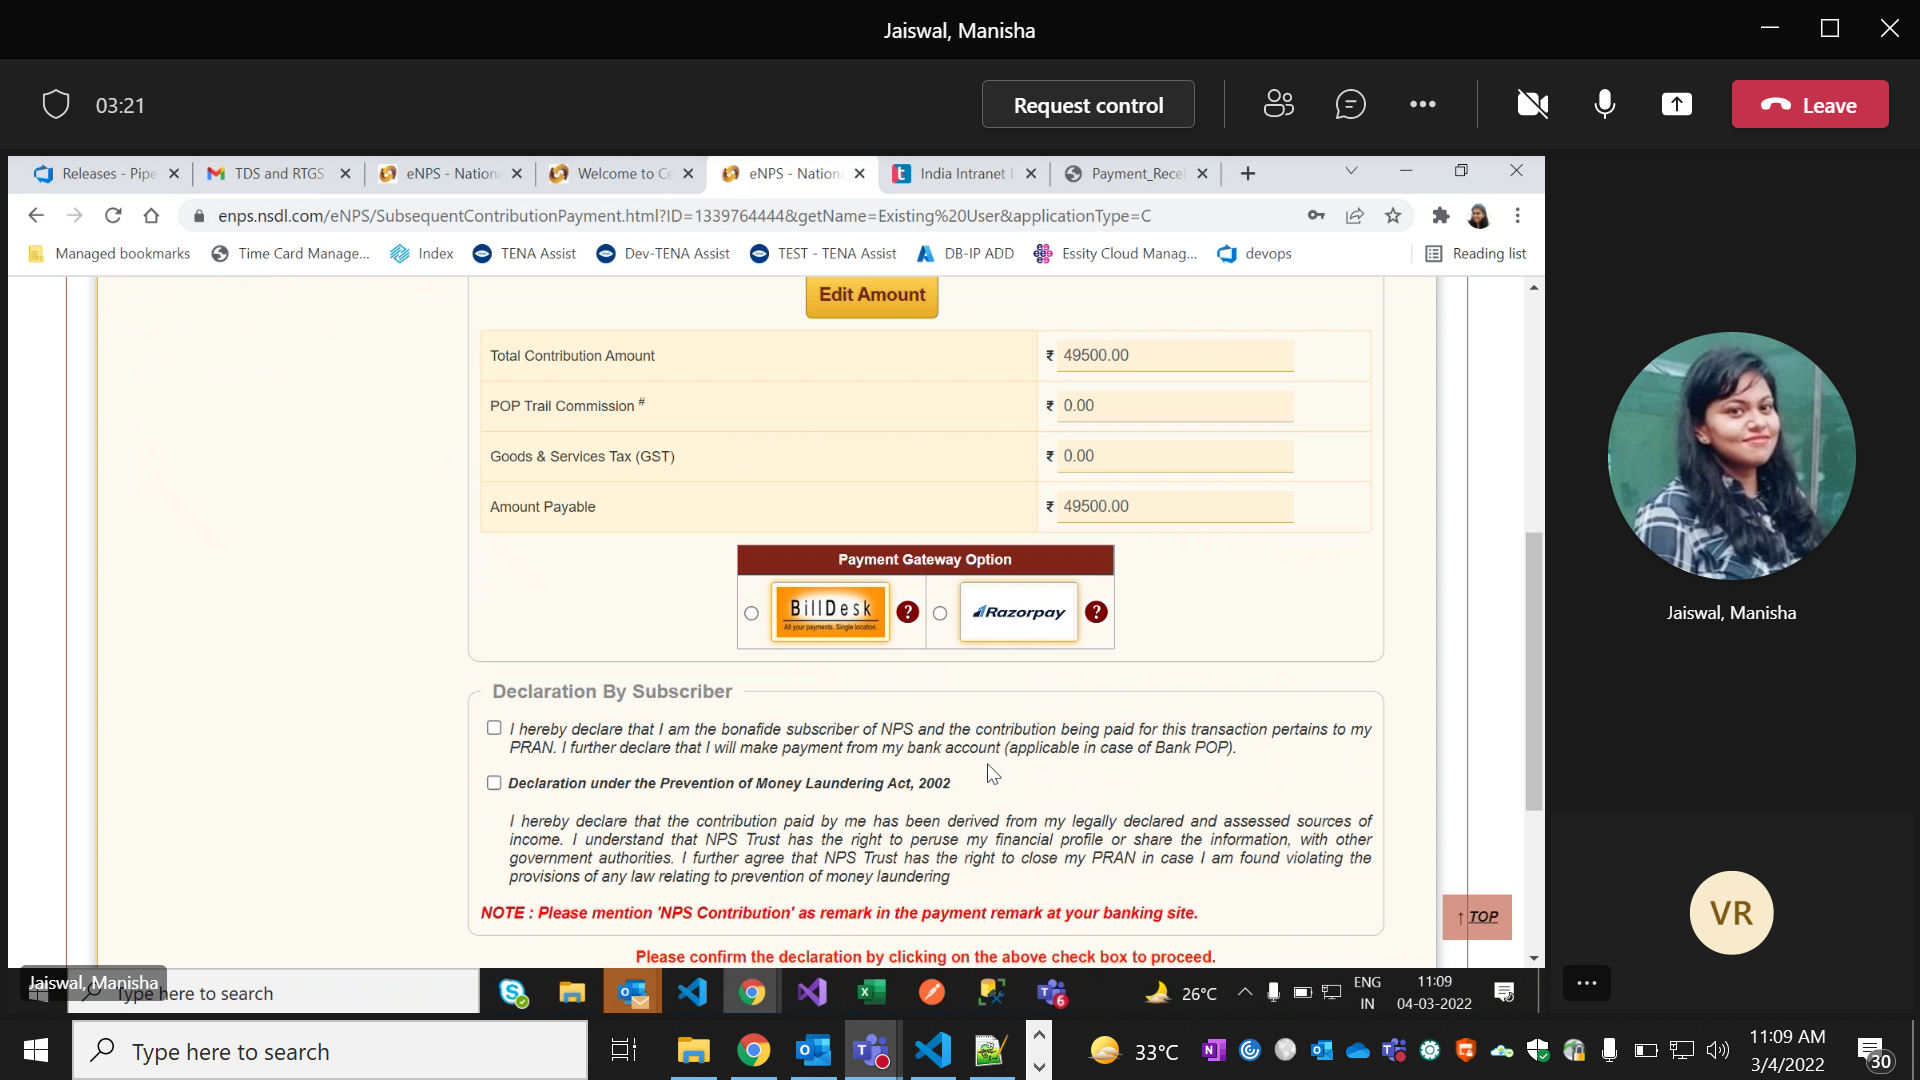 Jaiswal, Manisha
03:21
Request control
Leave
Releases - Pipe
TDS and RTGS
eNPS - Nation
Welcome to Ce
eNPS - Nation
India Intranet
Payment_Rece
enps.nsdl.com/eNPS/SubsequentContributionPayment.html?ID=1339764444&getName=Existing%20User&applicationType=C
Managed bookmarks
Time Card Manage...
Index
TENA Assist
Dev-TENA Assist
TEST - TENA Assist
DB-IP ADD
Essity Cloud Manag...
devops
Reading list
Edit Amount
Total Contribution Amount ₹ 49500.00
POP Trail Commission # ₹ 0.00
Goods & Services Tax (GST) ₹ 0.00
Amount Payable ₹ 49500.00
Payment Gateway Option
BillDesk
All your payments. Single location.
?
Razorpay
?
Declaration By Subscriber
I hereby declare that I am the bonafide subscriber of NPS and the contribution being paid for this transaction pertains to my
PRAN. I further declare that I will make payment from my bank account (applicable in case of Bank POP).
Declaration under the Prevention of Money Laundering Act, 2002
I hereby declare that the contribution paid by me has been derived from my legally declared and assessed sources of
income. I understand that NPS Trust has the right to peruse my financial profile or share the information, with other
government authorities. I further agree that NPS Trust has the right to close my PRAN in case I am found violating the
provisions of any law relating to prevention of money laundering
NOTE : Please mention 'NPS Contribution' as remark in the payment remark at your banking site.
↑ TOP
Please confirm the declaration by clicking on the above check box to proceed.
Jaiswal, Manisha
VR
Jaiswal, Manisha
Type here to search
6
26°C
ENG
IN
11:09
04-03-2022
Type here to search
33°C
11:09 AM
3/4/2022
30